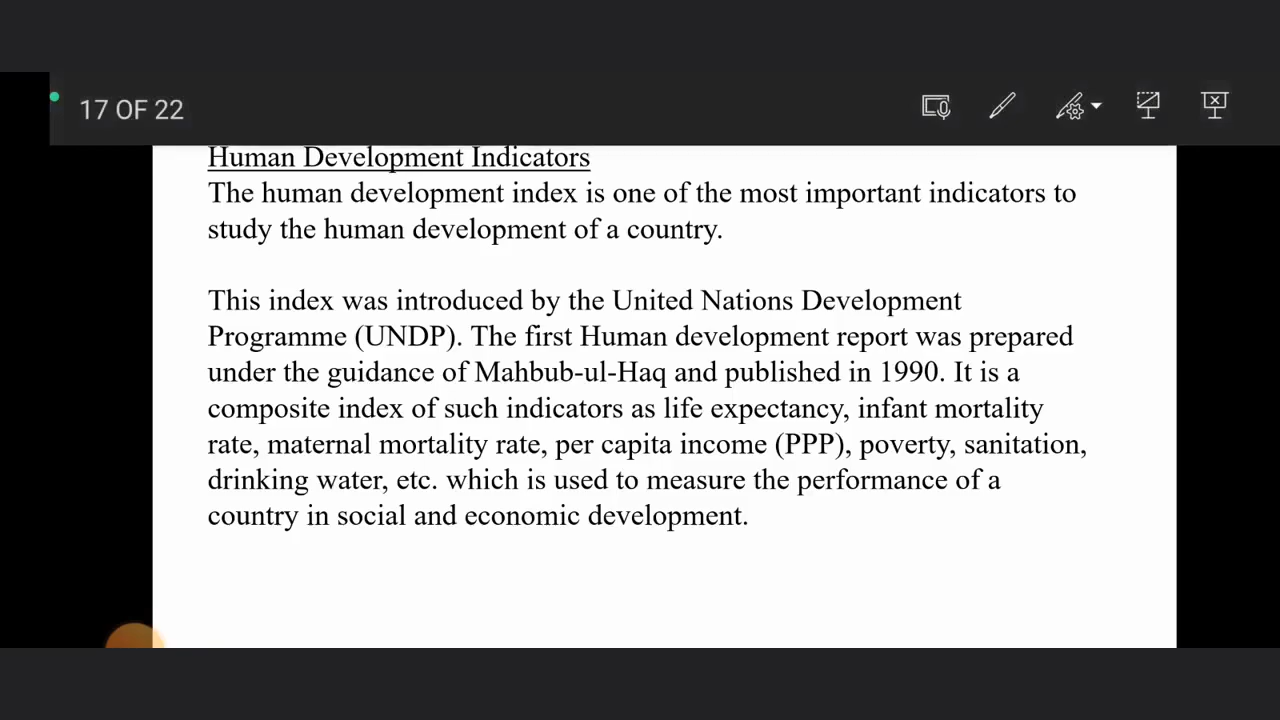 17 OF 22
Human Development Indicators
The human development index is one of the most important indicators to
study the human development of a country.
This index was introduced by the United Nations Development
Programme (UNDP). The first Human development report was prepared
under the guidance of Mahbub-ul-Haq and published in 1990. It is a
composite index of such indicators as life expectancy, infant mortality
rate, maternal mortality rate, per capita income (PPP), poverty, sanitation,
drinking water, etc. which is used to measure the performance of a
country in social and economic development.